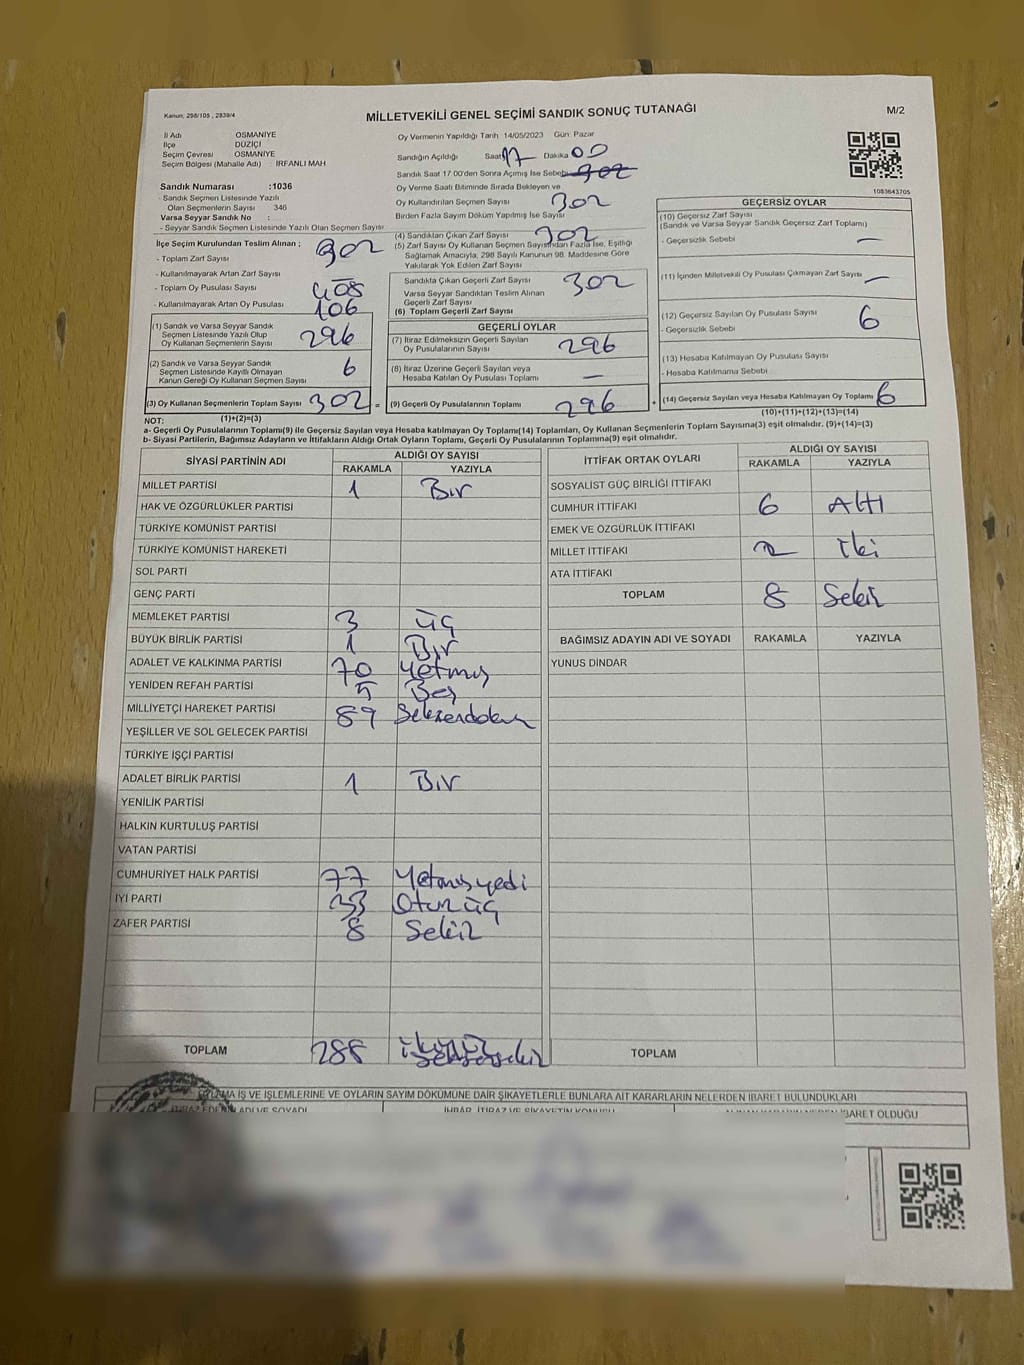 Kanun: 298/105 , 2839/4
MİLLETVEKİLİ GENEL SEÇİMİ SANDIK SONUÇ TUTANAĞI
M/2
İl Adı OSMANİYE
İlçe DÜZİÇİ
Seçim Çevresi OSMANİYE
Seçim Bölgesi (Mahalle Adı) : İRFANLI MAH
Sandık Numarası :1036
- Sandık Seçmen Listesinde Yazılı
Olan Seçmenlerin Sayısı 346
Varsa Seyyar Sandık No :
- Seyyar Sandık Seçmen Listesinde Yazılı Olan Seçmen Sayısı
İlçe Seçim Kurulundan Teslim Alınan ;
- Toplam Zarf Sayısı 302
- Kullanılmayarak Artan Zarf Sayısı —
- Toplam Oy Pusulası Sayısı 408
- Kullanılmayarak Artan Oy Pusulası 106
(1) Sandık ve Varsa Seyyar Sandık
Seçmen Listesinde Yazılı Olup
Oy Kullanan Seçmenlerin Sayısı 296
(2) Sandık ve Varsa Seyyar Sandık
Seçmen Listesinde Kayıtlı Olmayan
Kanun Gereği Oy Kullanan Seçmen Sayısı 6
(3) Oy Kullanan Seçmenlerin Toplam Sayısı 302 =
(1)+(2)=(3)
Oy Vermenin Yapıldığı Tarih 14/05/2023 Gün: Pazar
Sandığın Açıldığı Saat 17 Dakika 00
Sandık Saat 17.00'den Sonra Açılmış İse Sebebi 302
Oy Verme Saati Bitiminde Sırada Bekleyen ve
Oy Kullandırılan Seçmen Sayısı 302
Birden Fazla Sayım Döküm Yapılmış İse Sayısı
(4) Sandıktan Çıkan Zarf Sayısı 302
(5) Zarf Sayısı Oy Kullanan Seçmen Sayısından Fazla İse, Eşitliği
Sağlamak Amacıyla, 298 Sayılı Kanunun 98. Maddesine Göre
Yakılarak Yok Edilen Zarf Sayısı
Sandıkta Çıkan Geçerli Zarf Sayısı 302
Varsa Seyyar Sandıktan Teslim Alınan
Geçerli Zarf Sayısı
(6) Toplam Geçerli Zarf Sayısı
GEÇERLİ OYLAR
(7) İtiraz Edilmeksizin Geçerli Sayılan
Oy Pusulalarının Sayısı 296
(8) İtiraz Üzerine Geçerli Sayılan veya
Hesaba Katılan Oy Pusulası Toplamı —
(9) Geçerli Oy Pusulalarının Toplamı 296 +
1083643705
GEÇERSİZ OYLAR
(10) Geçersiz Zarf Sayısı
(Sandık ve Varsa Seyyar Sandık Geçersiz Zarf Toplamı)
- Geçersizlik Sebebi —
(11) İçinden Milletvekili Oy Pusulası Çıkmayan Zarf Sayısı —
(12) Geçersiz Sayılan Oy Pusulası Sayısı 6
- Geçersizlik Sebebi
(13) Hesaba Katılmayan Oy Pusulası Sayısı
- Hesaba Katılmama Sebebi
(14) Geçersiz Sayılan veya Hesaba Katılmayan Oy Toplamı 6
(10)+(11)+(12)+(13)=(14)
NOT:
a- Geçerli Oy Pusulalarının Toplamı(9) ile Geçersiz Sayılan veya Hesaba katılmayan Oy Toplamı(14) Toplamları, Oy Kullanan Seçmenlerin Toplam Sayısına(3) eşit olmalıdır. (9)+(14)=(3)
b- Siyasi Partilerin, Bağımsız Adayların ve İttifakların Aldığı Ortak Oyların Toplamı, Geçerli Oy Pusulalarının Toplamına(9) eşit olmalıdır.
SİYASİ PARTİNİN ADI ALDIĞI OY SAYISI
RAKAMLA YAZIYLA
MİLLET PARTİSİ 1 Bir
HAK VE ÖZGÜRLÜKLER PARTİSİ
TÜRKİYE KOMÜNİST PARTİSİ
TÜRKİYE KOMÜNİST HAREKETİ
SOL PARTİ
GENÇ PARTİ
MEMLEKET PARTİSİ 3 üç
BÜYÜK BİRLİK PARTİSİ 1 Bir
ADALET VE KALKINMA PARTİSİ 70 Yetmiş
YENİDEN REFAH PARTİSİ 5 Beş
MİLLİYETÇİ HAREKET PARTİSİ 89 Seksendokuz
YEŞİLLER VE SOL GELECEK PARTİSİ
TÜRKİYE İŞÇİ PARTİSİ
ADALET BİRLİK PARTİSİ 1 Bir
YENİLİK PARTİSİ
HALKIN KURTULUŞ PARTİSİ
VATAN PARTİSİ
CUMHURİYET HALK PARTİSİ 77 Yetmişyedi
İYİ PARTİ 33 Otuz üç
ZAFER PARTİSİ 8 Sekiz
TOPLAM 288
İTTİFAK ORTAK OYLARI ALDIĞI OY SAYISI
RAKAMLA YAZIYLA
SOSYALİST GÜÇ BİRLİĞİ İTTİFAKI
CUMHUR İTTİFAKI 6 Altı
EMEK VE ÖZGÜRLÜK İTTİFAKI
MİLLET İTTİFAKI 2 İki
ATA İTTİFAKI
TOPLAM 8 Sekiz
BAĞIMSIZ ADAYIN ADI VE SOYADI RAKAMLA YAZIYLA
YUNUS DİNDAR
TOPLAM
İŞ VE İŞLEMLERİNE VE OYLARIN SAYIM DÖKÜMÜNE DAİR ŞİKAYETLERLE BUNLARA AİT KARARLARIN NELERDEN İBARET BULUNDUKLARI
İBARET OLDUĞU